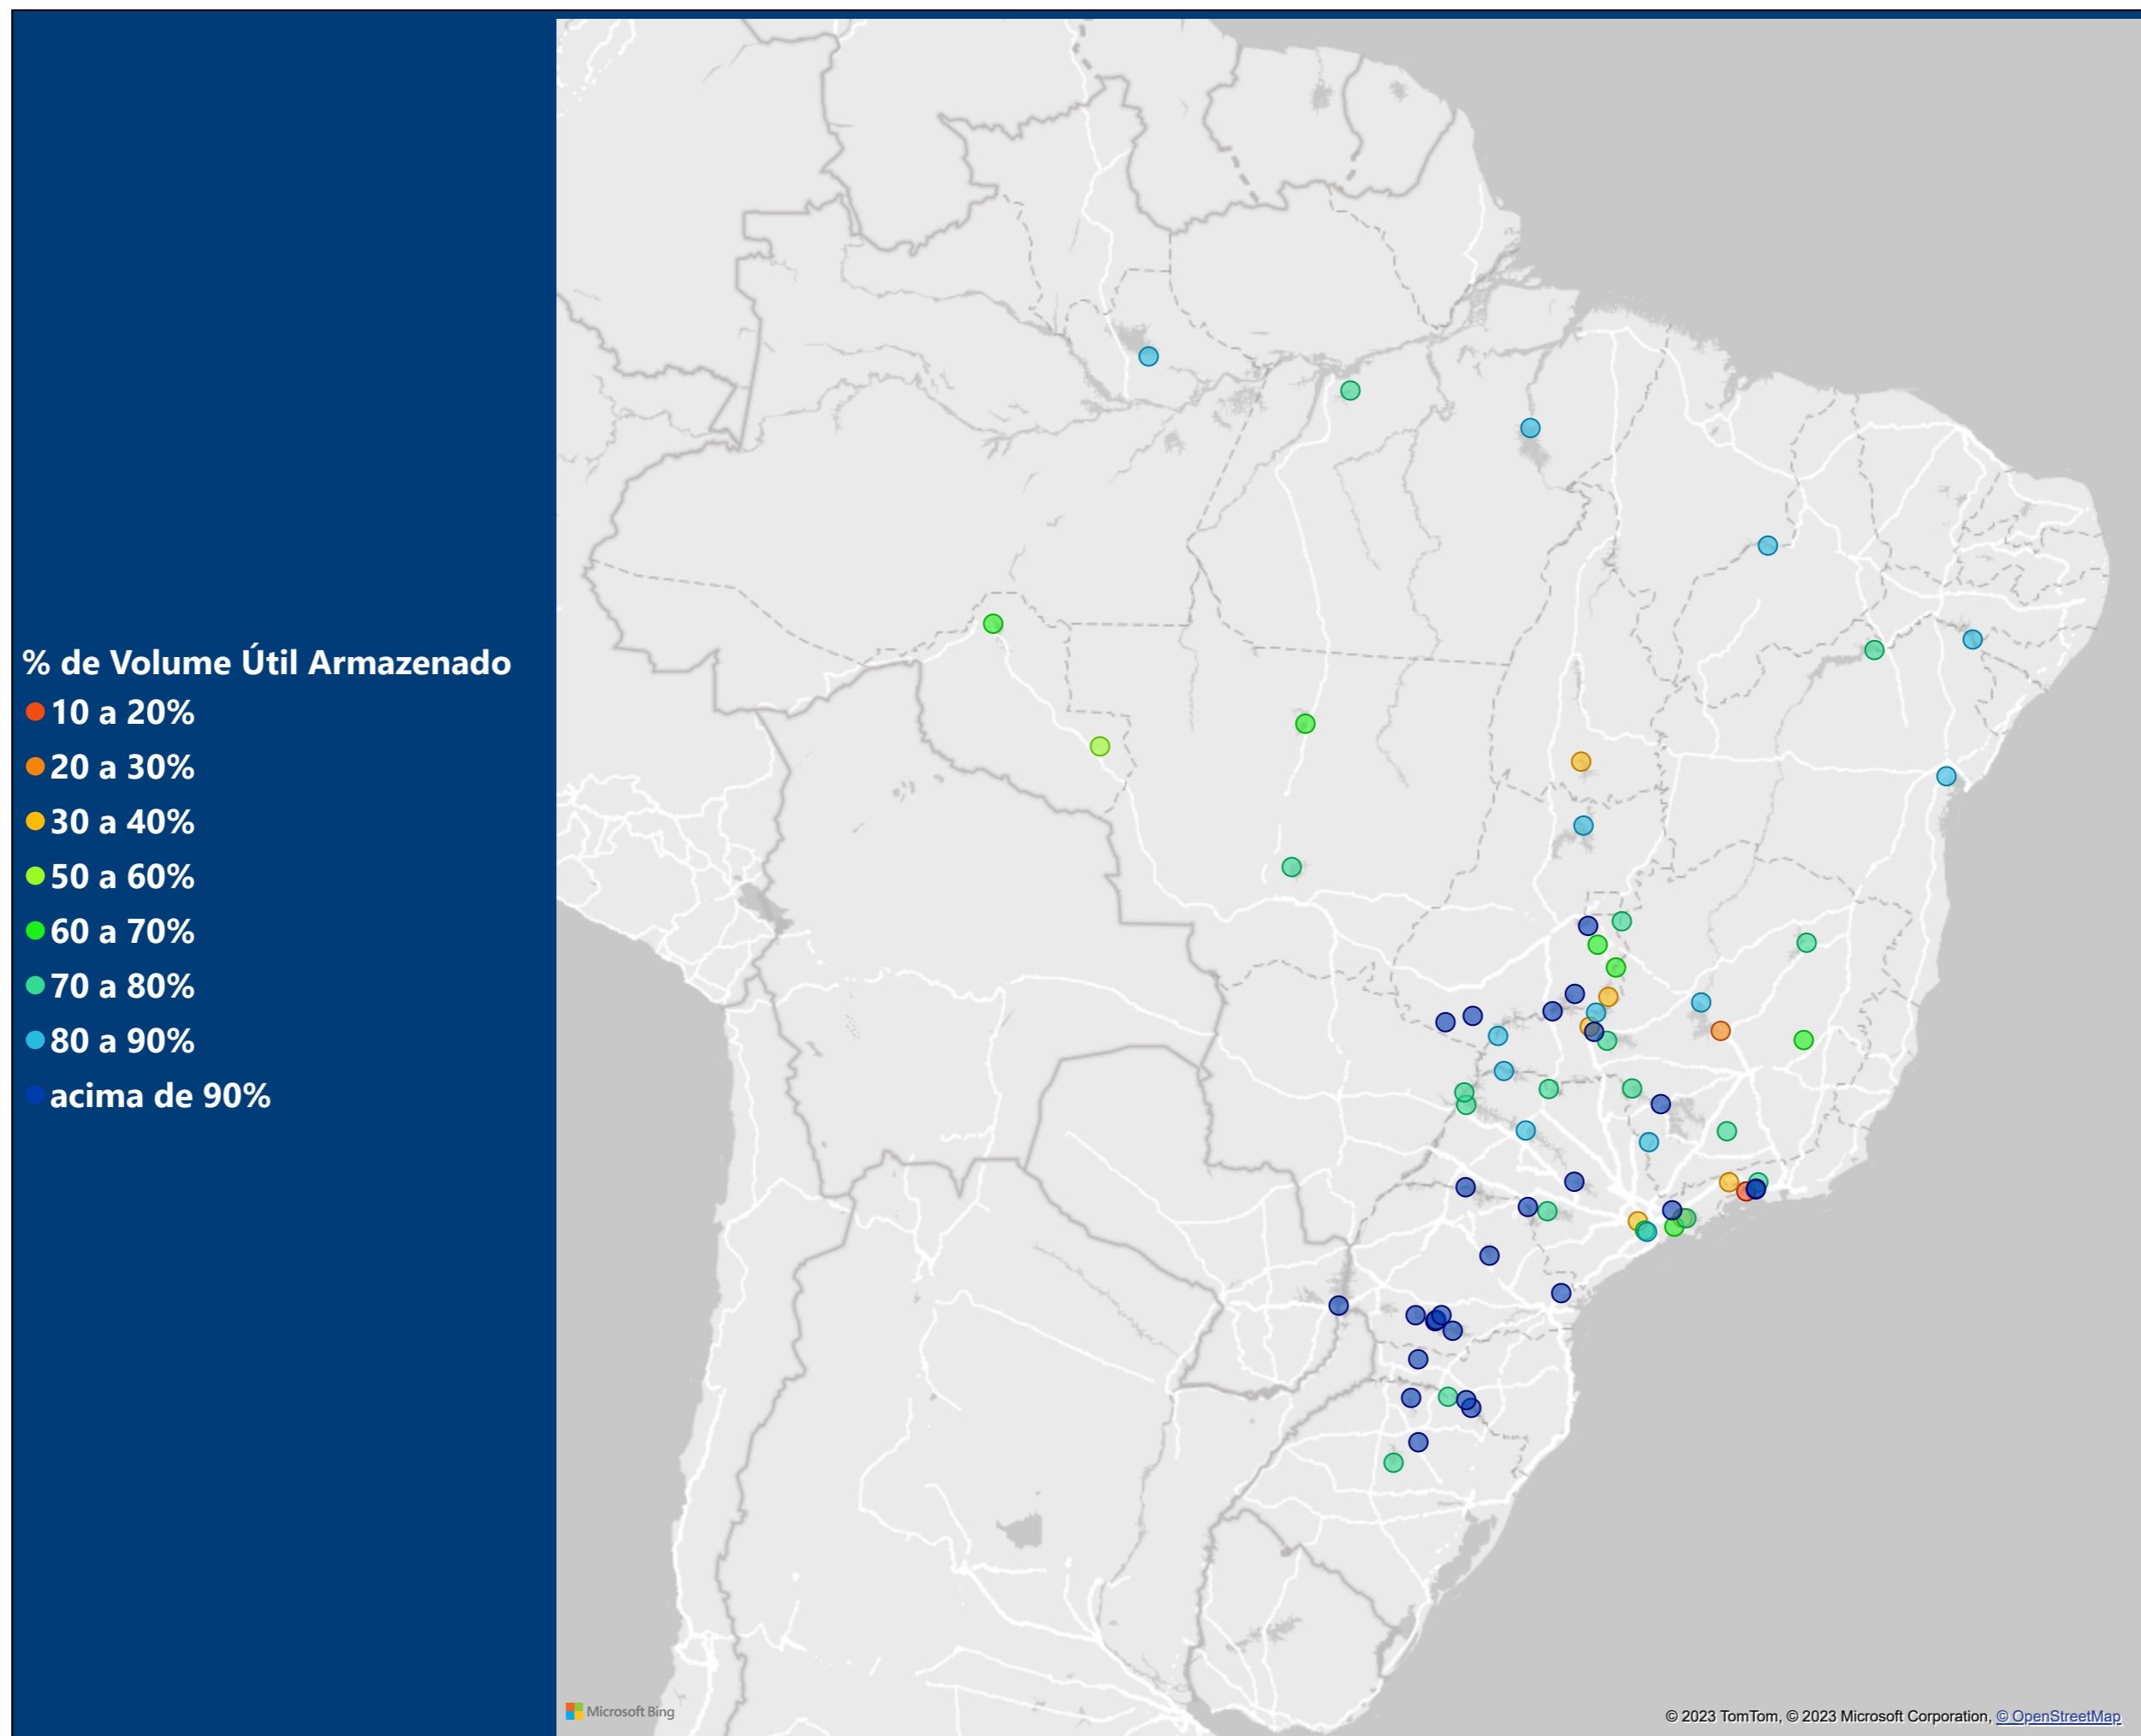 % de Volume Útil Armazenado
10 a 20%
20 a 30%
30 a 40%
50 a 60%
60 a 70%
70 a 80%
80 a 90%
acima de 90%
Microsoft Bing
© 2023 TomTom, © 2023 Microsoft Corporation, © OpenStreetMap